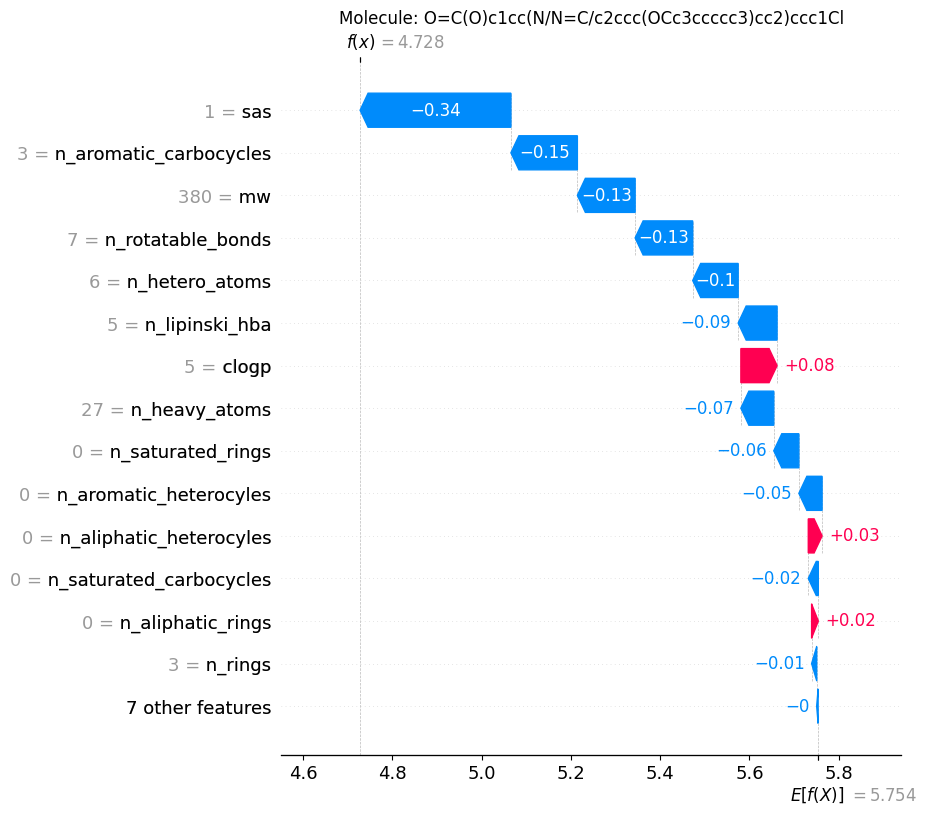 Molecule: O=C(O)c1cc(N/N=C/c2ccc(OCc3ccccc3)cc2)ccc1Cl
f(x) = 4.728
1 = sas −0.34
3 = n_aromatic_carbocycles −0.15
380 = mw −0.13
7 = n_rotatable_bonds −0.13
6 = n_hetero_atoms −0.1
5 = n_lipinski_hba −0.09
5 = clogp +0.08
27 = n_heavy_atoms −0.07
0 = n_saturated_rings −0.06
0 = n_aromatic_heterocyles −0.05
0 = n_aliphatic_heterocyles +0.03
0 = n_saturated_carbocycles −0.02
0 = n_aliphatic_rings +0.02
3 = n_rings −0.01
7 other features −0
4.6 4.8 5.0 5.2 5.4 5.6 5.8
E[f(X)] = 5.754